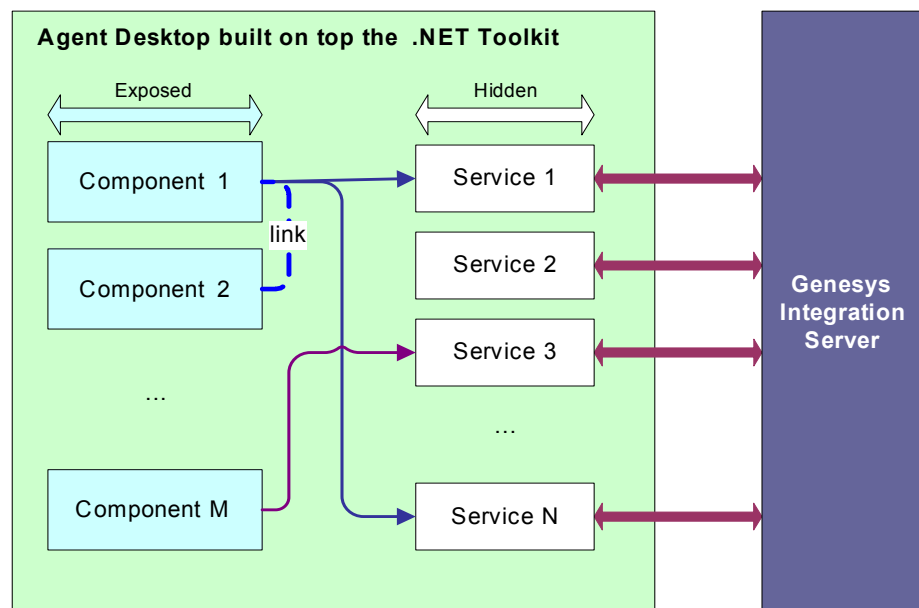 Agent Desktop built on top the .NET Toolkit
Exposed
Hidden
Component 1
Service 1
link
Component 2
Service 2
Genesys
Integration
Server
Service 3
...
...
Component M
Service N